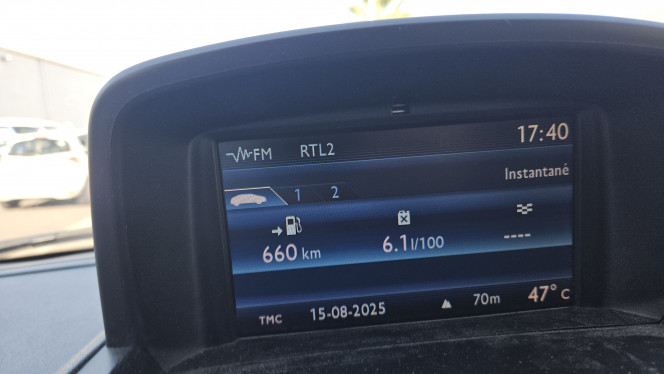 FM RTL2 17:40
Instantané
1 2
660 km 6.1 l/100 ----
TMC 15-08-2025 70m 47° C